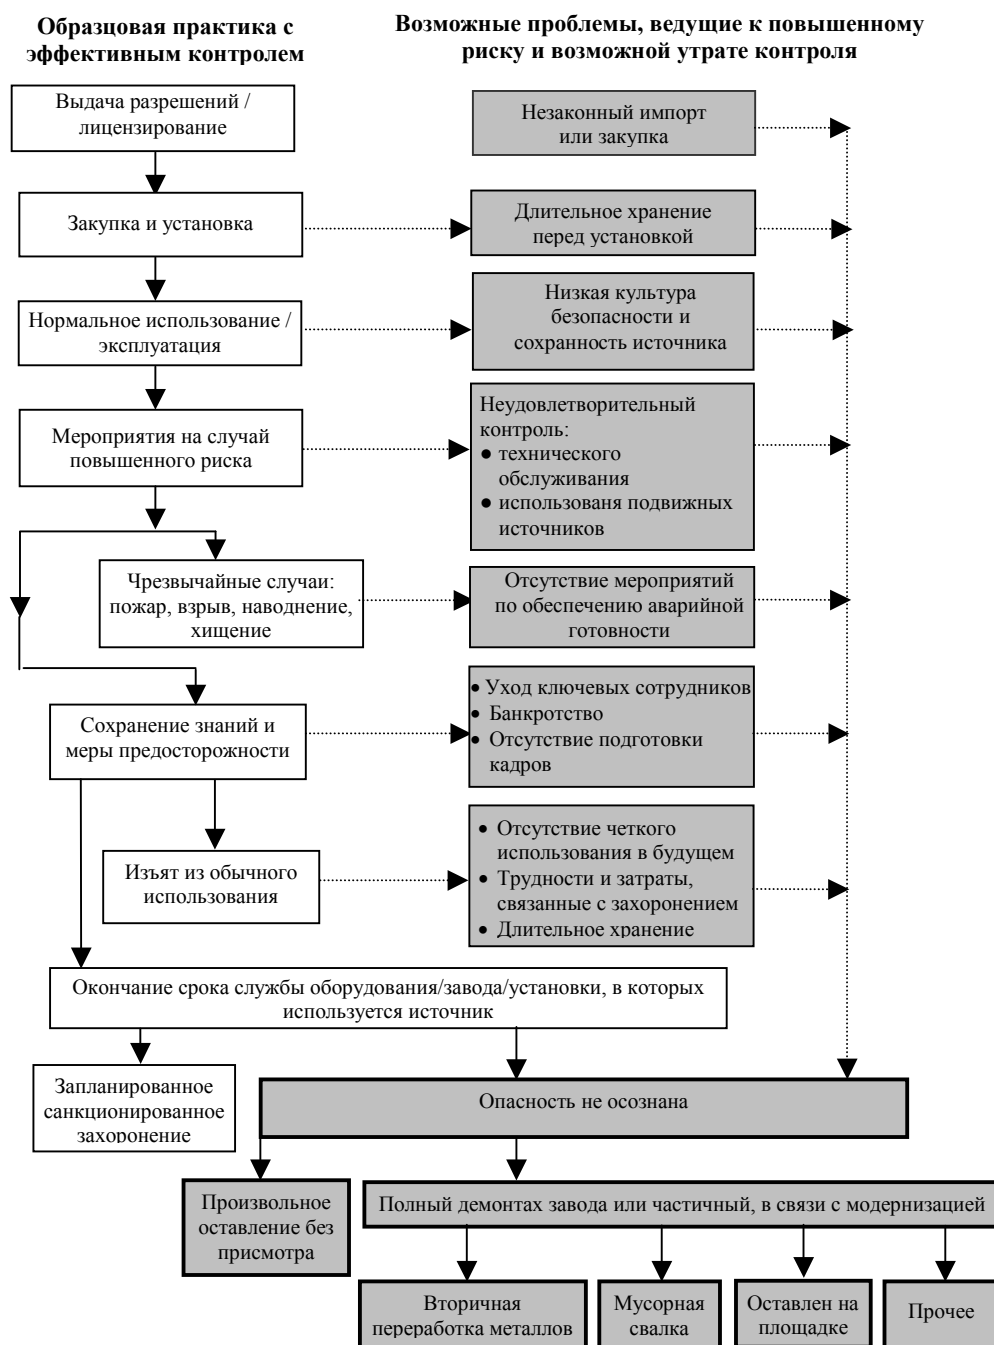 Образцовая практика с
эффективным контролем
Возможные проблемы, ведущие к повышенному
риску и возможной утрате контроля
Выдача разрешений /
лицензирование
Незаконный импорт
или закупка
Закупка и установка
Длительное хранение
перед установкой
Нормальное использование /
эксплуатация
Низкая культура
безопасности и
сохранность источника
Мероприятия на случай
повышенного риска
Неудовлетворительный
контроль:
● технического
обслуживания
● использованя подвижных
источников
Чрезвычайные случаи:
пожар, взрыв, наводнение,
хищение
Отсутствие мероприятий
по обеспечению аварийной
готовности
Сохранение знаний и
меры предосторожности
● Уход ключевых сотрудников
● Банкротство
● Отсутствие подготовки
кадров
Изъят из обычного
использования
● Отсутствие четкого
использования в будущем
● Трудности и затраты,
связанные с захоронением
● Длительное хранение
Окончание срока службы оборудования/завода/установки, в которых
используется источник
Запланированное
санкционированное
захоронение
Опасность не осознана
Произвольное
оставление без
присмотра
Полный демонтах завода или частичный, в связи с модернизацией
Вторичная
переработка металлов
Мусорная
свалка
Оставлен на
площадке
Прочее